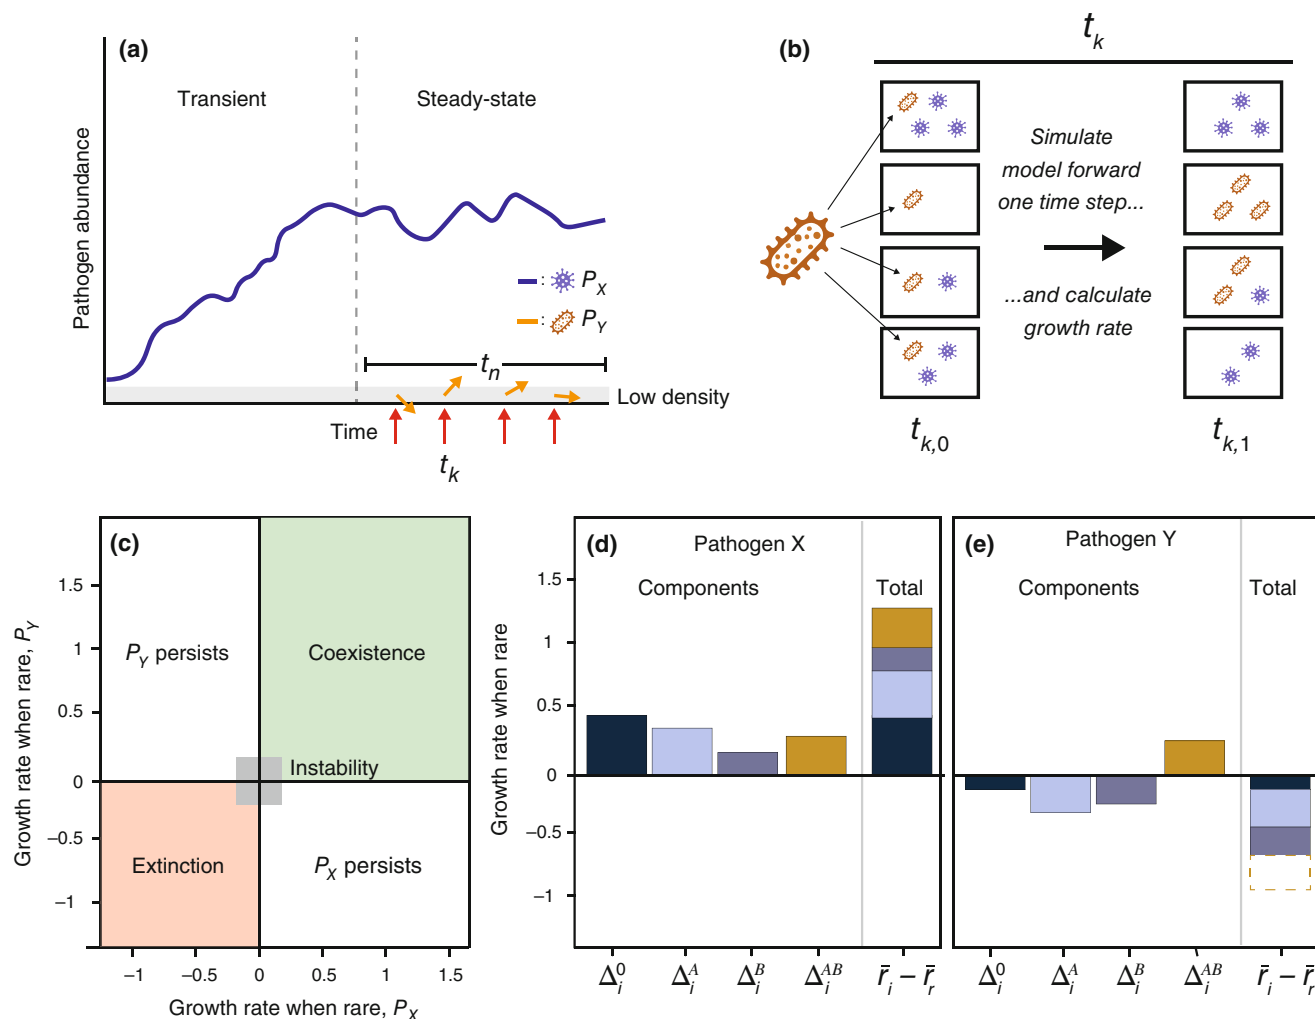 (a)
Transient
Steady-state
Pathogen abundance
: P_X
: P_Y
t_n
Low density
Time
t_k
(b)
t_k
Simulate
model forward
one time step...
...and calculate
growth rate
t_{k,0}
t_{k,1}
(c)
Growth rate when rare, P_Y
1.5
1
0.5
0
−0.5
−1
P_Y persists
Coexistence
Instability
Extinction
P_X persists
−1
−0.5
0
0.5
1
1.5
Growth rate when rare, P_X
(d)
Pathogen X
Components
Total
Growth rate when rare
1.5
1
0.5
0
−0.5
−1
Δ_i^0
Δ_i^A
Δ_i^B
Δ_i^{AB}
r̄_i − r̄_r
(e)
Pathogen Y
Components
Total
Δ_i^0
Δ_i^A
Δ_i^B
Δ_i^{AB}
r̄_i − r̄_r